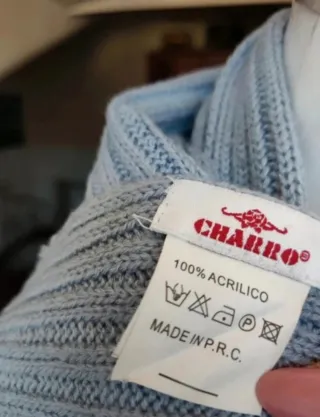 CHARRO®
100% ACRILICO
MADE IN P.R.C.